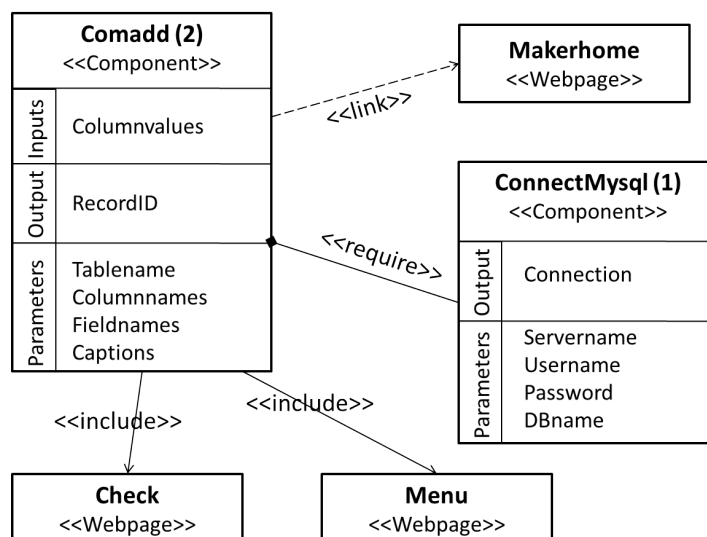 Comadd (2)
<<Component>>
Inputs
Columnvalues
Output
RecordID
Parameters
Tablename
Columnnames
Fieldnames
Captions
<<link>>
Makerhome
<<Webpage>>
<<require>>
ConnectMysql (1)
<<Component>>
Output
Connection
Parameters
Servername
Username
Password
DBname
<<include>>
<<include>>
Check
<<Webpage>>
Menu
<<Webpage>>